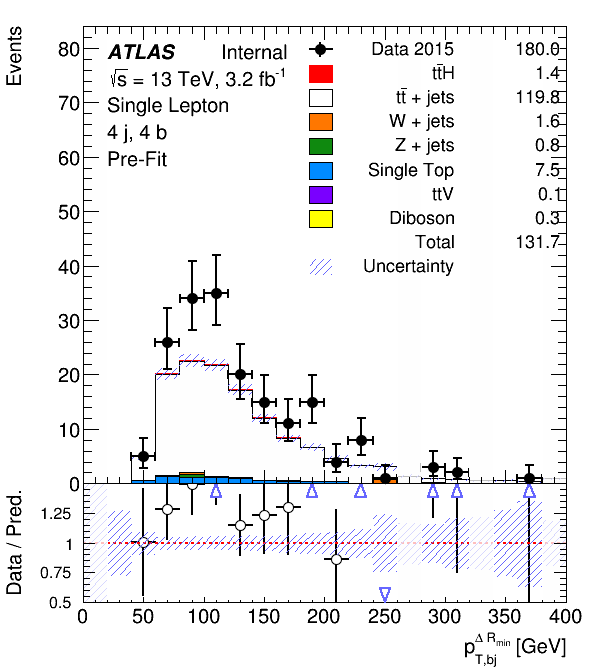 Events
80
70
60
50
40
30
20
10
0
ATLAS Internal
√s = 13 TeV, 3.2 fb⁻¹
Single Lepton
4 j, 4 b
Pre-Fit
Data 2015 180.0
tt̄H 1.4
tt̄ + jets 119.8
W + jets 1.6
Z + jets 0.8
Single Top 7.5
ttV 0.1
Diboson 0.3
Total 131.7
Uncertainty
Data / Pred.
1.25
1
0.75
0.5
0 50 100 150 200 250 300 350 400
p_{T,bj}^{Δ R_{min}} [GeV]